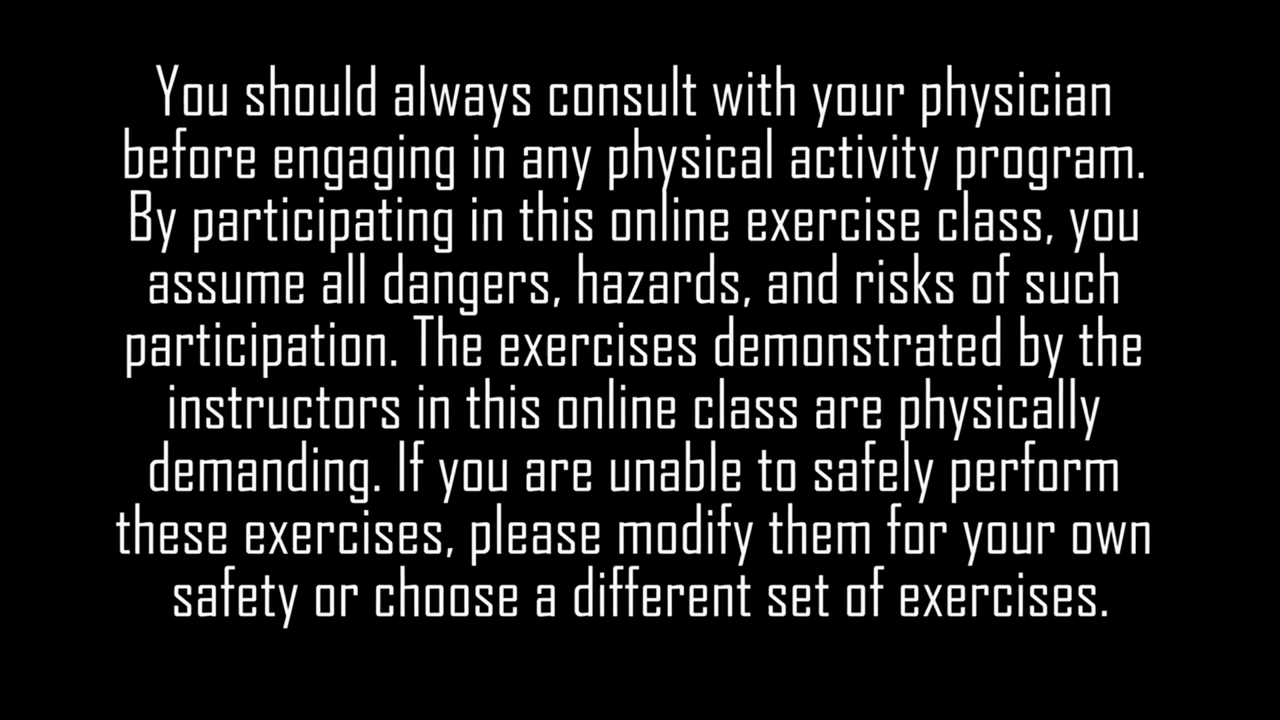 You should always consult with your physician
before engaging in any physical activity program.
By participating in this online exercise class, you
assume all dangers, hazards, and risks of such
participation. The exercises demonstrated by the
instructors in this online class are physically
demanding. If you are unable to safely perform
these exercises, please modify them for your own
safety or choose a different set of exercises.